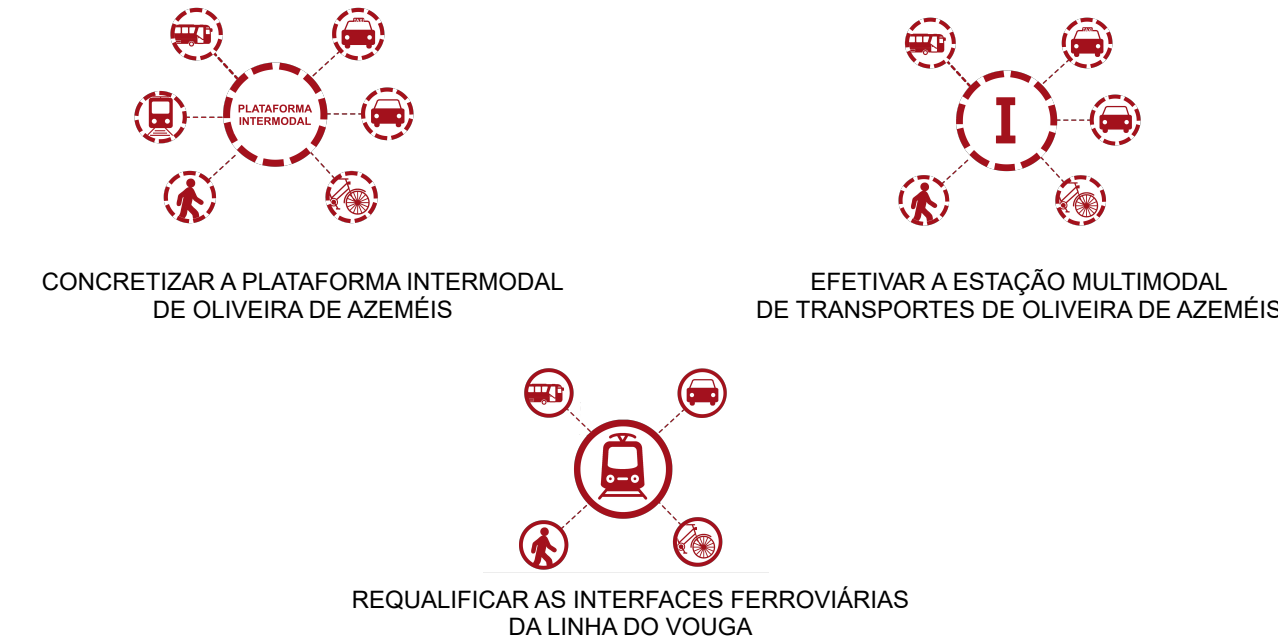 PLATAFORMA
INTERMODAL
I
CONCRETIZAR A PLATAFORMA INTERMODAL
DE OLIVEIRA DE AZEMÉIS
EFETIVAR A ESTAÇÃO MULTIMODAL
DE TRANSPORTES DE OLIVEIRA DE AZEMÉIS
REQUALIFICAR AS INTERFACES FERROVIÁRIAS
DA LINHA DO VOUGA